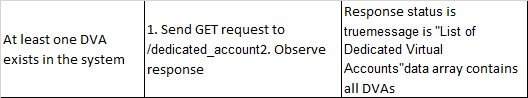 At least one DVA
exists in the system
1. Send GET request to
/dedicated_account2. Observe
response
Response status is
truemessage is "List of
Dedicated Virtual
Accounts"data array contains
all DVAs